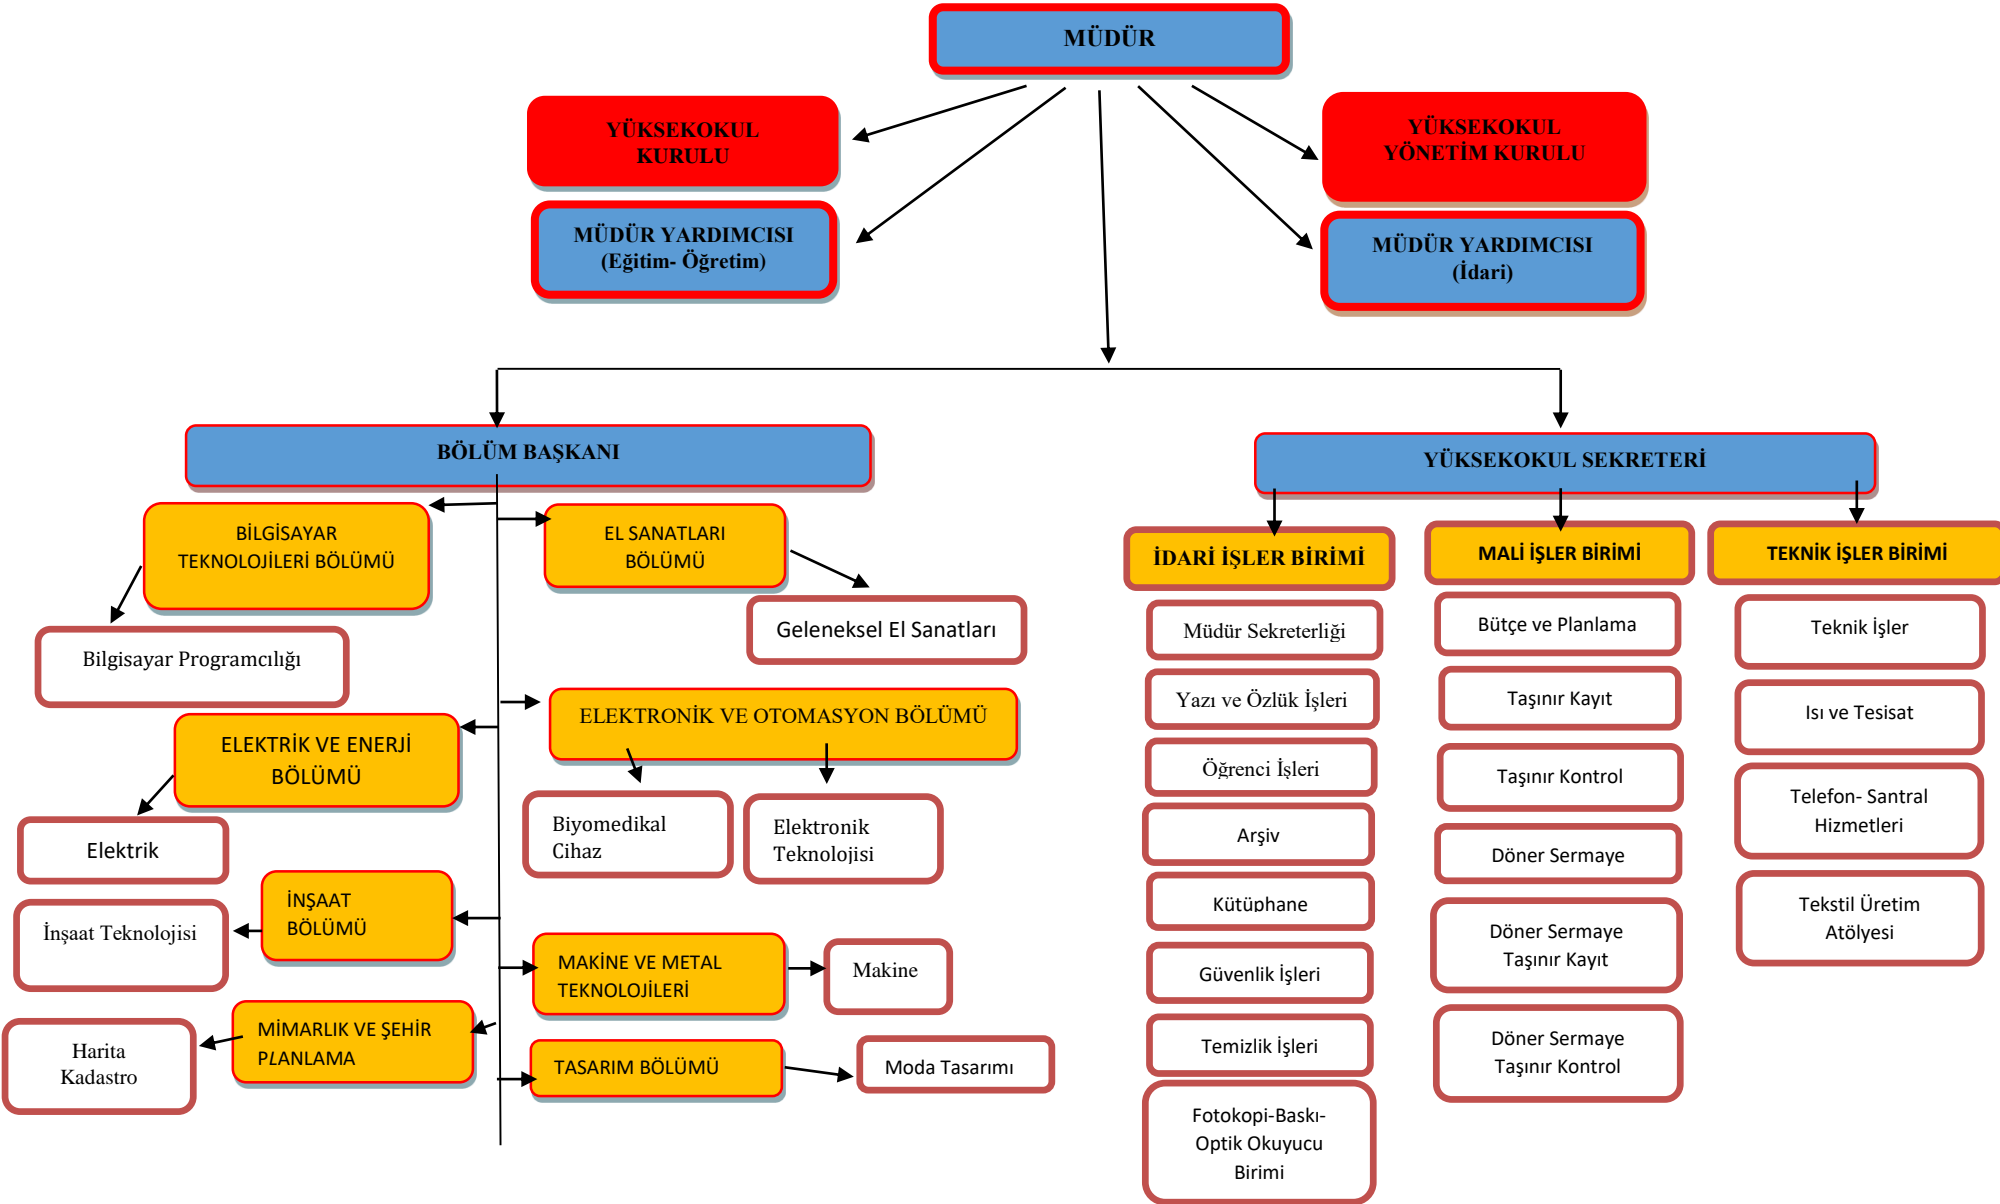 MÜDÜR
YÜKSEKOKUL
KURULU
YÜKSEKOKUL
YÖNETİM KURULU
MÜDÜR YARDIMCISI
(Eğitim- Öğretim)
MÜDÜR YARDIMCISI
(İdari)
BÖLÜM BAŞKANI
YÜKSEKOKUL SEKRETERİ
BİLGİSAYAR
TEKNOLOJİLERİ BÖLÜMÜ
EL SANATLARI
BÖLÜMÜ
Bilgisayar Programcılığı
Geleneksel El Sanatları
ELEKTRİK VE ENERJİ
BÖLÜMÜ
ELEKTRONİK VE OTOMASYON BÖLÜMÜ
Elektrik
Biyomedikal
Cihaz
Elektronik
Teknolojisi
İNŞAAT
BÖLÜMÜ
İnşaat Teknolojisi
MAKİNE VE METAL
TEKNOLOJİLERİ
Makine
MİMARLIK VE ŞEHİR
PLANLAMA
Harita
Kadastro
TASARIM BÖLÜMÜ
Moda Tasarımı
İDARİ İŞLER BİRİMİ
Müdür Sekreterliği
Yazı ve Özlük İşleri
Öğrenci İşleri
Arşiv
Kütüphane
Güvenlik İşleri
Temizlik İşleri
Fotokopi-Baskı-
Optik Okuyucu
Birimi
MALİ İŞLER BİRİMİ
Bütçe ve Planlama
Taşınır Kayıt
Taşınır Kontrol
Döner Sermaye
Döner Sermaye
Taşınır Kayıt
Döner Sermaye
Taşınır Kontrol
TEKNİK İŞLER BİRİMİ
Teknik İşler
Isı ve Tesisat
Telefon- Santral
Hizmetleri
Tekstil Üretim
Atölyesi